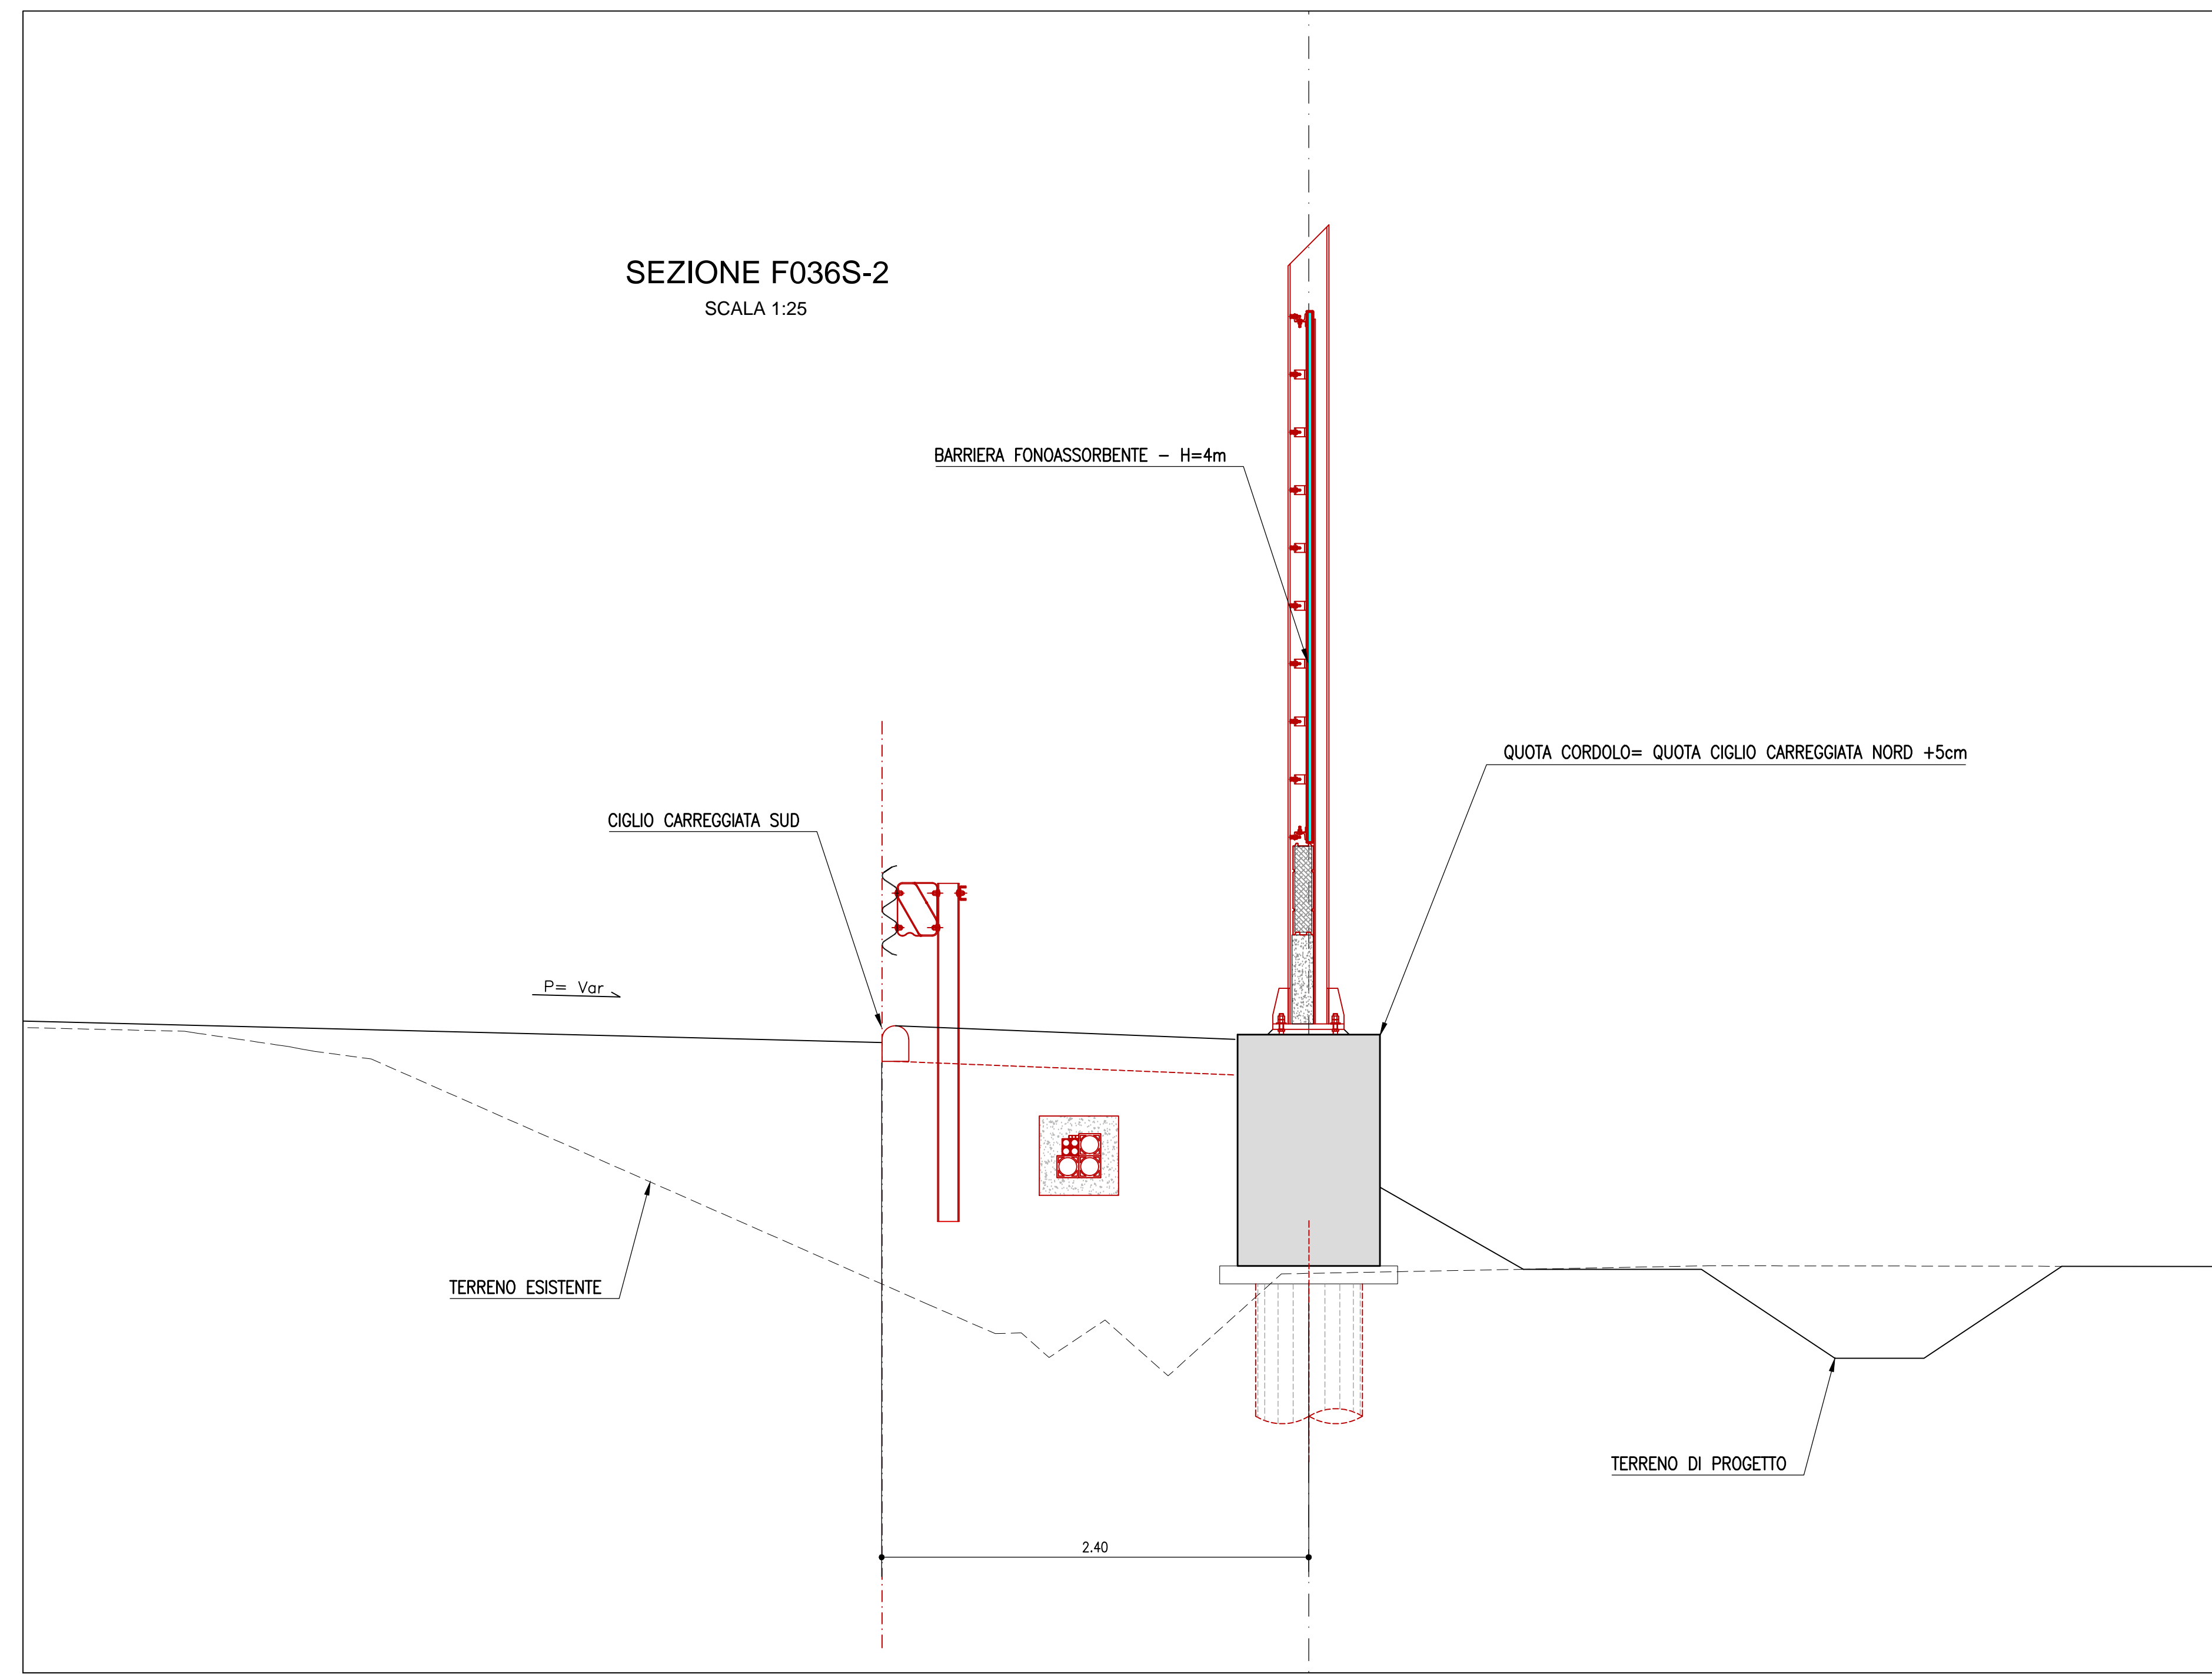 SEZIONE F036S-2
SCALA 1:25
BARRIERA FONOASSORBENTE - H=4m
QUOTA CORDOLO= QUOTA CIGLIO CARREGGIATA NORD +5cm
CIGLIO CARREGGIATA SUD
P= Var
TERRENO ESISTENTE
TERRENO DI PROGETTO
2.40